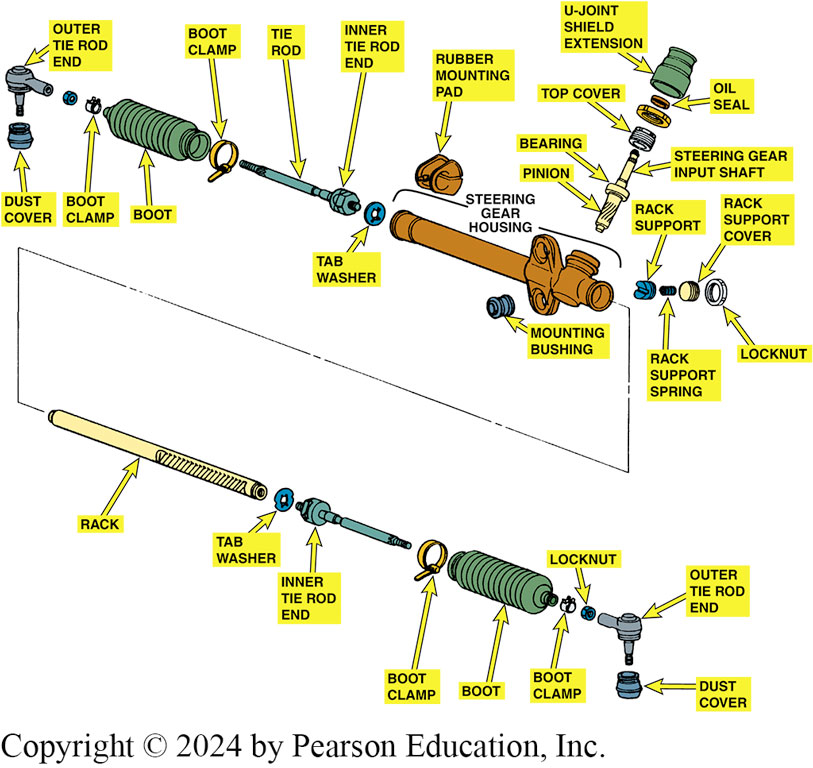 OUTER
TIE ROD
END
BOOT
CLAMP
TIE
ROD
INNER
TIE ROD
END
RUBBER
MOUNTING
PAD
U-JOINT
SHIELD
EXTENSION
TOP COVER
OIL
SEAL
BEARING
STEERING GEAR
INPUT SHAFT
PINION
DUST
COVER
BOOT
CLAMP
BOOT
TAB
WASHER
STEERING
GEAR
HOUSING
RACK
SUPPORT
RACK
SUPPORT
COVER
MOUNTING
BUSHING
RACK
SUPPORT
SPRING
LOCKNUT
RACK
TAB
WASHER
INNER
TIE ROD
END
BOOT
CLAMP
BOOT
LOCKNUT
BOOT
CLAMP
OUTER
TIE ROD
END
DUST
COVER
Copyright © 2024 by Pearson Education, Inc.